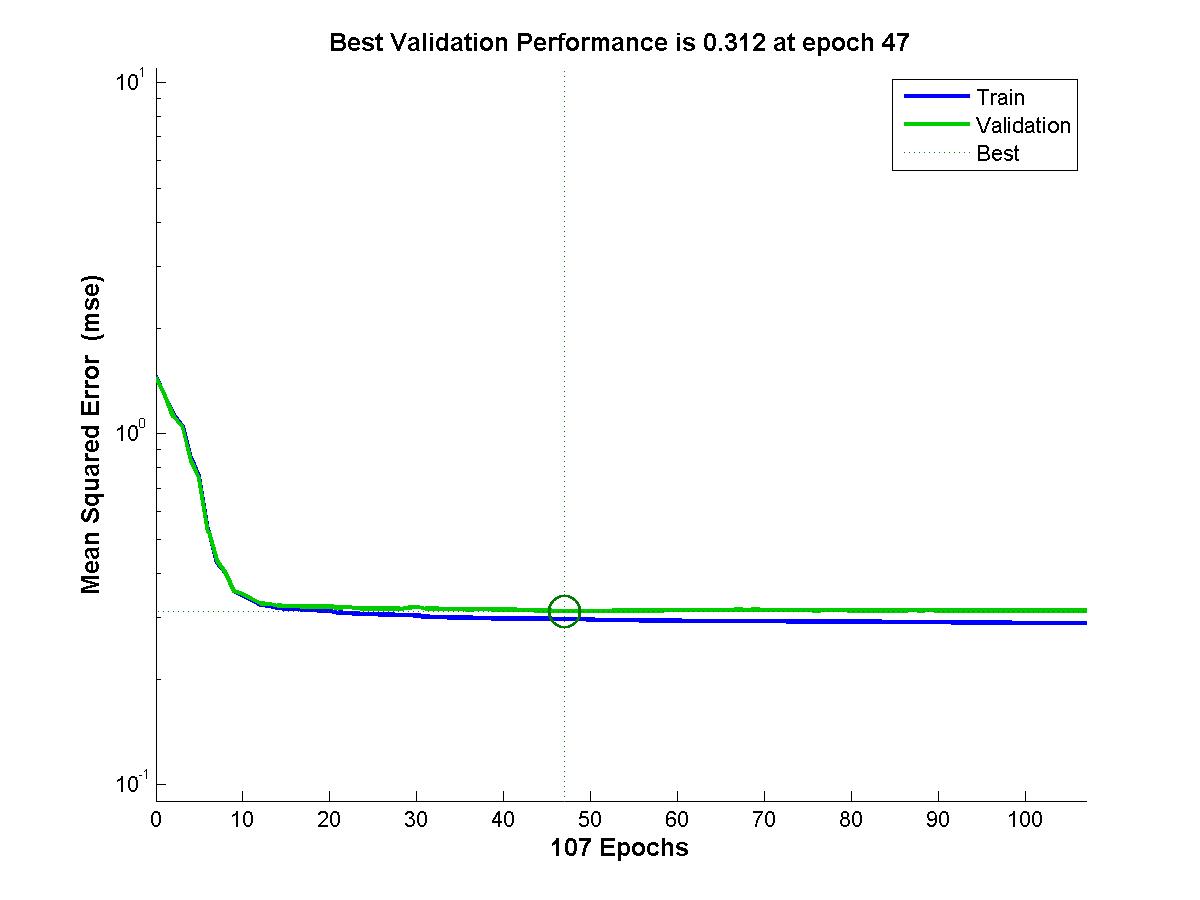 Best Validation Performance is 0.312 at epoch 47
Train
Validation
Best
Mean Squared Error (mse)
10^1
10^0
10^-1
0 10 20 30 40 50 60 70 80 90 100
107 Epochs